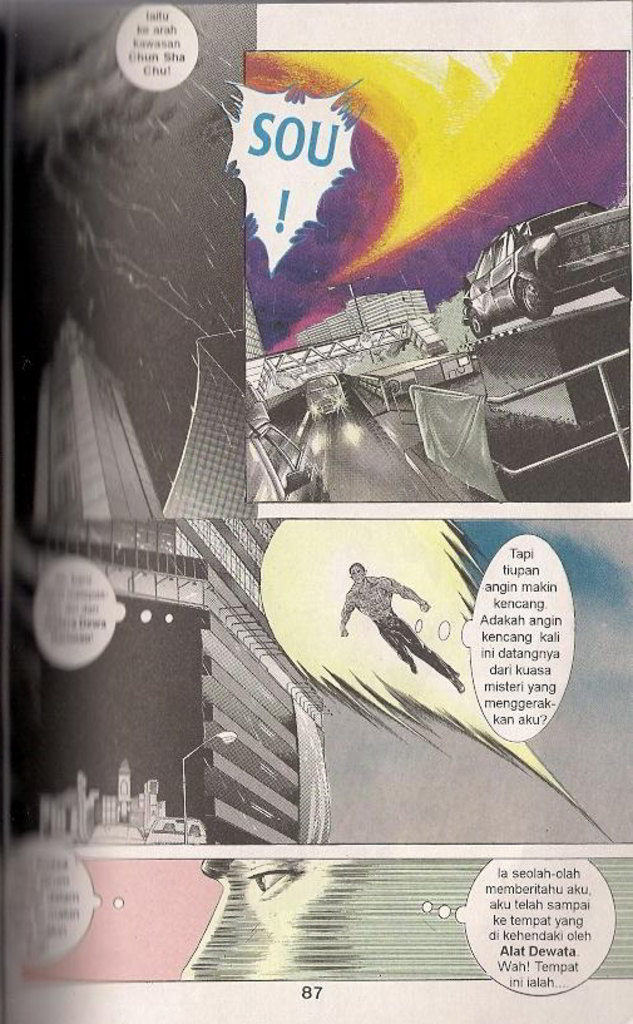 laitu
ke arah
kawasan
Chun Sha
Chu!
SOU
!
Tapi
tiupan
angin makin
kencang.
Adakah angin
kencang kali
ini datangnya
dari kuasa
misteri yang
menggerak-
kan aku?
Ia seolah-olah
memberitahu aku,
aku telah sampai
ke tempat yang
di kehendaki oleh
Alat Dewata.
Wah! Tempat
ini ialah...
87